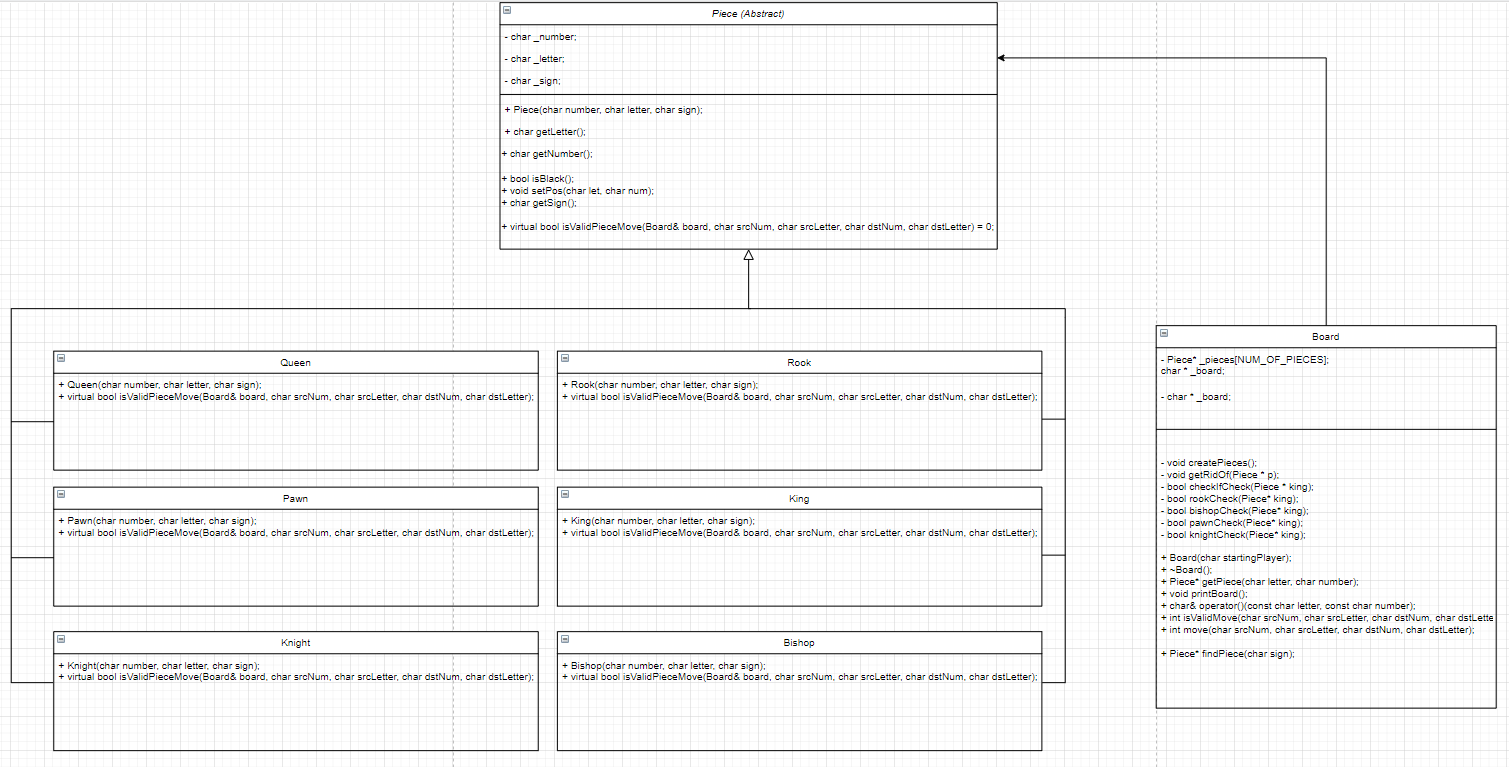 Piece (Abstract)
- char _number;
- char _letter;
- char _sign;
+ Piece(char number, char letter, char sign);
+ char getLetter();
+ char getNumber();
+ bool isBlack();
+ void setPos(char let, char num);
+ char getSign();
+ virtual bool isValidPieceMove(Board& board, char srcNum, char srcLetter, char dstNum, char dstLetter) = 0;
Queen
+ Queen(char number, char letter, char sign);
+ virtual bool isValidPieceMove(Board& board, char srcNum, char srcLetter, char dstNum, char dstLetter);
Rook
+ Rook(char number, char letter, char sign);
+ virtual bool isValidPieceMove(Board& board, char srcNum, char srcLetter, char dstNum, char dstLetter);
Pawn
+ Pawn(char number, char letter, char sign);
+ virtual bool isValidPieceMove(Board& board, char srcNum, char srcLetter, char dstNum, char dstLetter);
King
+ King(char number, char letter, char sign);
+ virtual bool isValidPieceMove(Board& board, char srcNum, char srcLetter, char dstNum, char dstLetter);
Knight
+ Knight(char number, char letter, char sign);
+ virtual bool isValidPieceMove(Board& board, char srcNum, char srcLetter, char dstNum, char dstLetter);
Bishop
+ Bishop(char number, char letter, char sign);
+ virtual bool isValidPieceMove(Board& board, char srcNum, char srcLetter, char dstNum, char dstLetter);
Board
- Piece* _pieces[NUM_OF_PIECES];
char * _board;
- char * _board;
- void createPieces();
- void getRidOf(Piece * p);
- bool checkIfCheck(Piece * king);
- bool rookCheck(Piece* king);
- bool bishopCheck(Piece* king);
- bool pawnCheck(Piece* king);
- bool knightCheck(Piece* king);
+ Board(char startingPlayer);
+ ~Board();
+ Piece* getPiece(char letter, char number);
+ void printBoard();
+ char& operator()(const char letter, const char number);
+ int isValidMove(char srcNum, char srcLetter, char dstNum, char dstLette
+ int move(char srcNum, char srcLetter, char dstNum, char dstLetter);
+ Piece* findPiece(char sign);